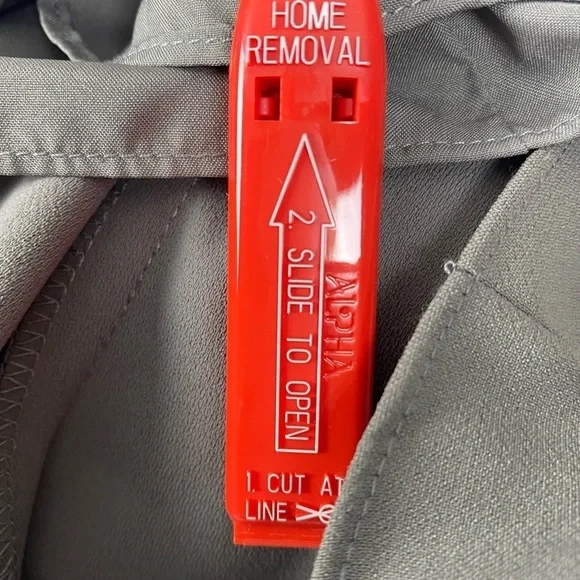 HOME
REMOVAL
2. SLIDE TO OPEN
ALPHA
1. CUT AT
LINE